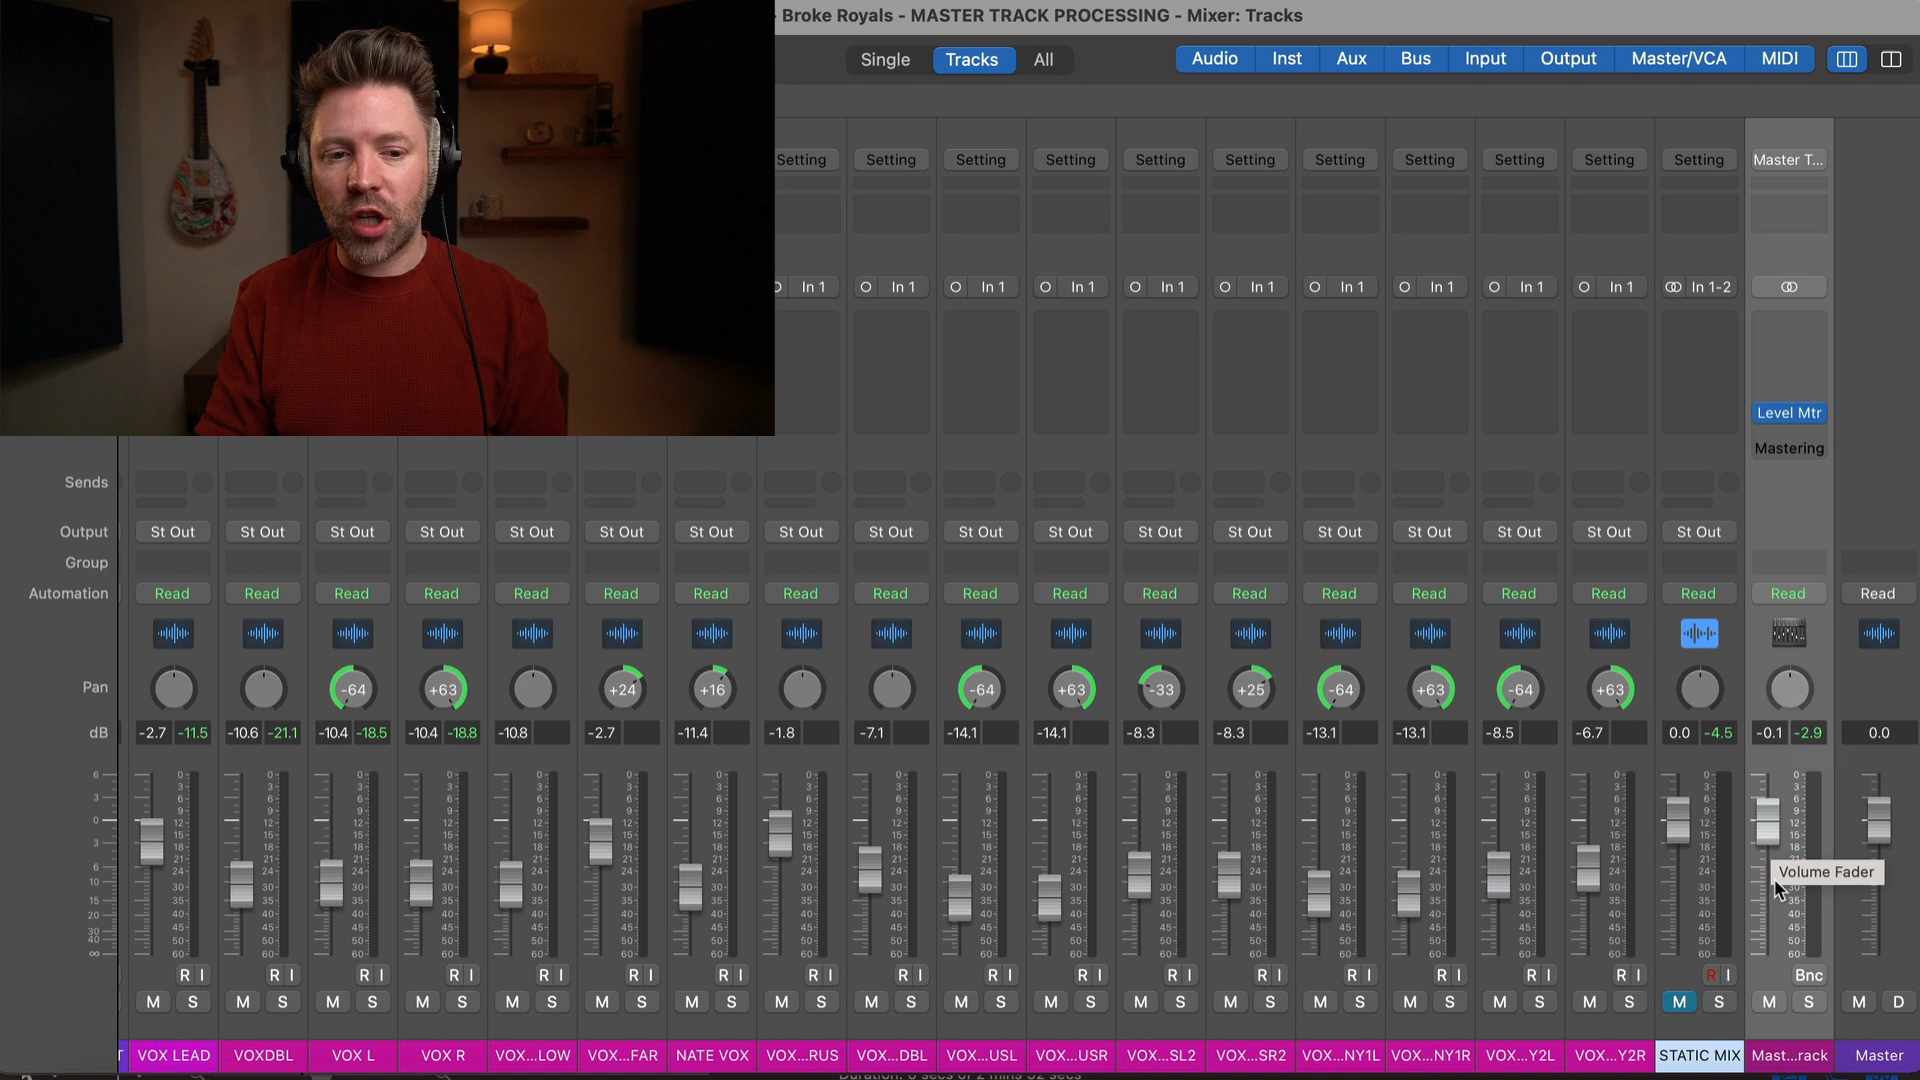 - Broke Royals - MASTER TRACK PROCESSING - Mixer: Tracks
Single Tracks All Audio Inst Aux Bus Input Output Master/VCA MIDI
Setting Setting Setting Setting Setting Setting Setting Setting Setting Setting Setting Master T...
In 1 In 1 In 1 In 1 In 1 In 1 In 1 In 1 In 1 In 1 In 1-2
Level Mtr
Mastering
Sends
Output St Out St Out St Out St Out St Out St Out St Out St Out St Out St Out St Out St Out St Out St Out St Out St Out St Out St Out
Group
Automation Read Read Read Read Read Read Read Read Read Read Read Read Read Read Read Read Read Read Read Read
Pan -64 +63 +24 +16 -64 +63 -33 +25 -64 +63 -64 +63
dB -2.7 -11.5 -10.6 -21.1 -10.4 -18.5 -10.4 -18.8 -10.8 -2.7 -11.4 -1.8 -7.1 -14.1 -14.1 -8.3 -8.3 -13.1 -13.1 -8.5 -6.7 0.0 -4.5 -0.1 -2.9 0.0
Volume Fader
R I R I R I R I R I R I R I R I R I R I R I R I R I R I R I R I R I R I Bnc
M S M S M S M S M S M S M S M S M S M S M S M S M S M S M S M S M S M S M S M D
VOX LEAD VOXDBL VOX L VOX R VOX...LOW VOX...FAR NATE VOX VOX...RUS VOX...DBL VOX...USL VOX...USR VOX...SL2 VOX...SR2 VOX...NY1L VOX...NY1R VOX...Y2L VOX...Y2R STATIC MIX Mast...rack Master